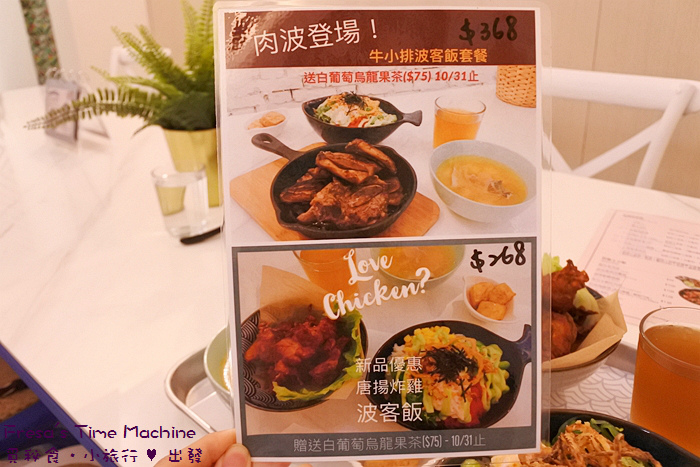 肉波登場！
$368
牛小排波客飯套餐
送白葡萄烏龍果茶($75) 10/31止
Love
Chicken?
$268
新品優惠
唐揚炸雞
波客飯
贈送白葡萄烏龍果茶($75) - 10/31止
Time Machine
小旅行 ♥ 出發